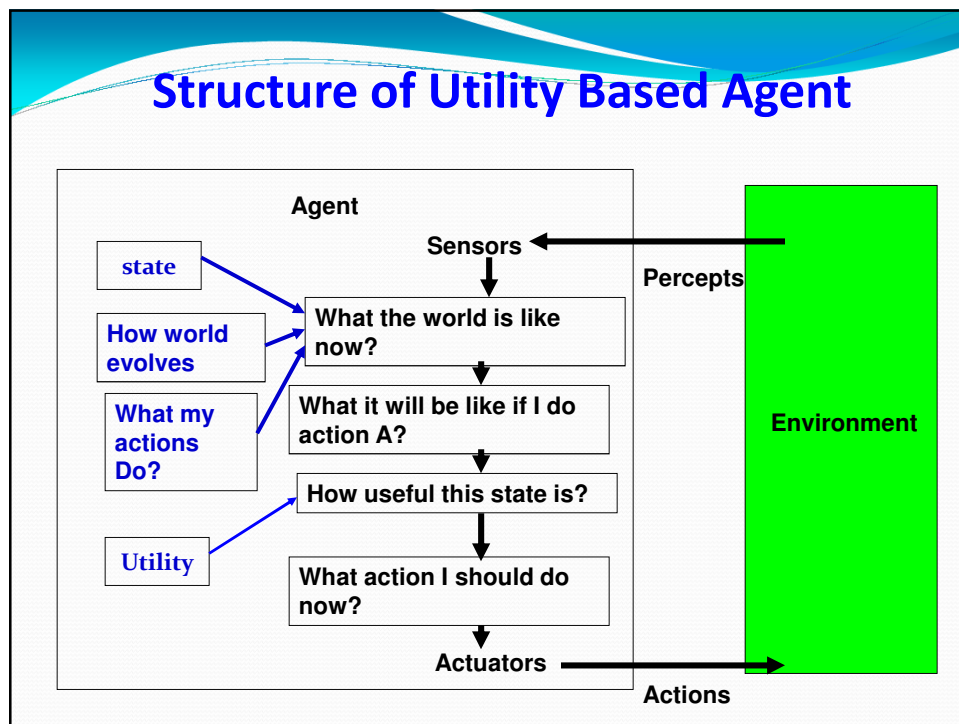 Structure of Utility Based Agent
Agent
Sensors
Percepts
state
What the world is like
now?
How world
evolves
What my
actions
Do?
What it will be like if I do
action A?
Environment
How useful this state is?
Utility
What action I should do
now?
Actuators
Actions